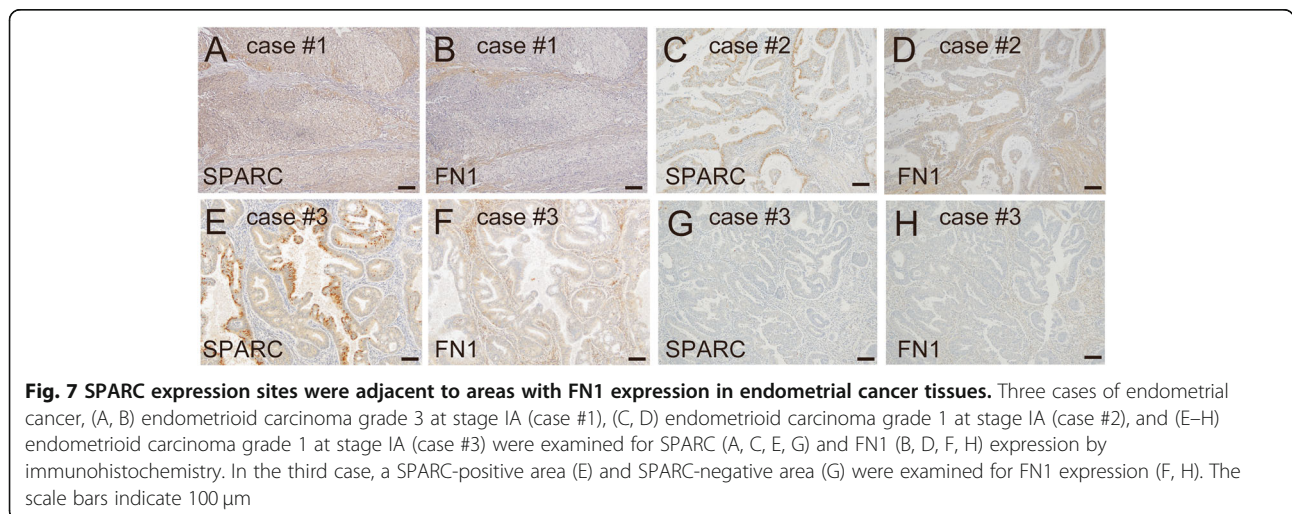 A case #1
B case #1
C case #2
D case #2
SPARC
FN1
SPARC
FN1
E case #3
F case #3
G case #3
H case #3
SPARC
FN1
SPARC
FN1
Fig. 7 SPARC expression sites were adjacent to areas with FN1 expression in endometrial cancer tissues. Three cases of endometrial
cancer, (A, B) endometrioid carcinoma grade 3 at stage IA (case #1), (C, D) endometrioid carcinoma grade 1 at stage IA (case #2), and (E–H)
endometrioid carcinoma grade 1 at stage IA (case #3) were examined for SPARC (A, C, E, G) and FN1 (B, D, F, H) expression by
immunohistochemistry. In the third case, a SPARC-positive area (E) and SPARC-negative area (G) were examined for FN1 expression (F, H). The
scale bars indicate 100 μm